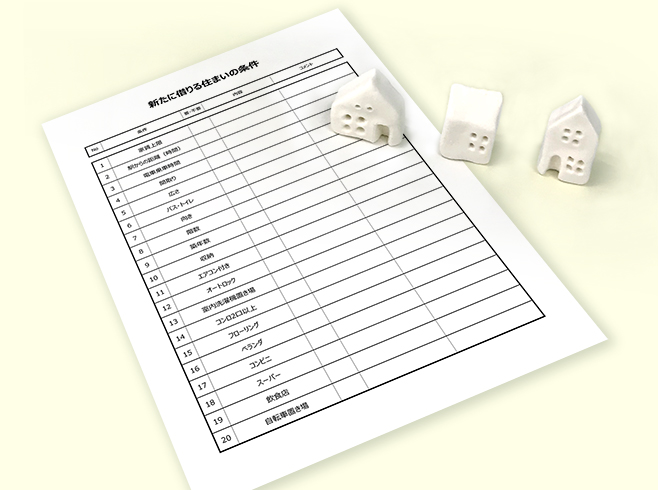 新たに借りる住まいの条件
No 条件 要・不要 内容 コメント
1 家賃上限
2 駅からの距離（時間）
3 電車乗車時間
4 間取り
5 広さ
6 バス・トイレ
7 向き
8 階数
9 築年数
10 収納
11 エアコン付き
12 オートロック
13 室内洗濯機置き場
14 コンロ2口以上
15 フローリング
16 ベランダ
17 コンビニ
18 スーパー
19 飲食店
20 自転車置き場